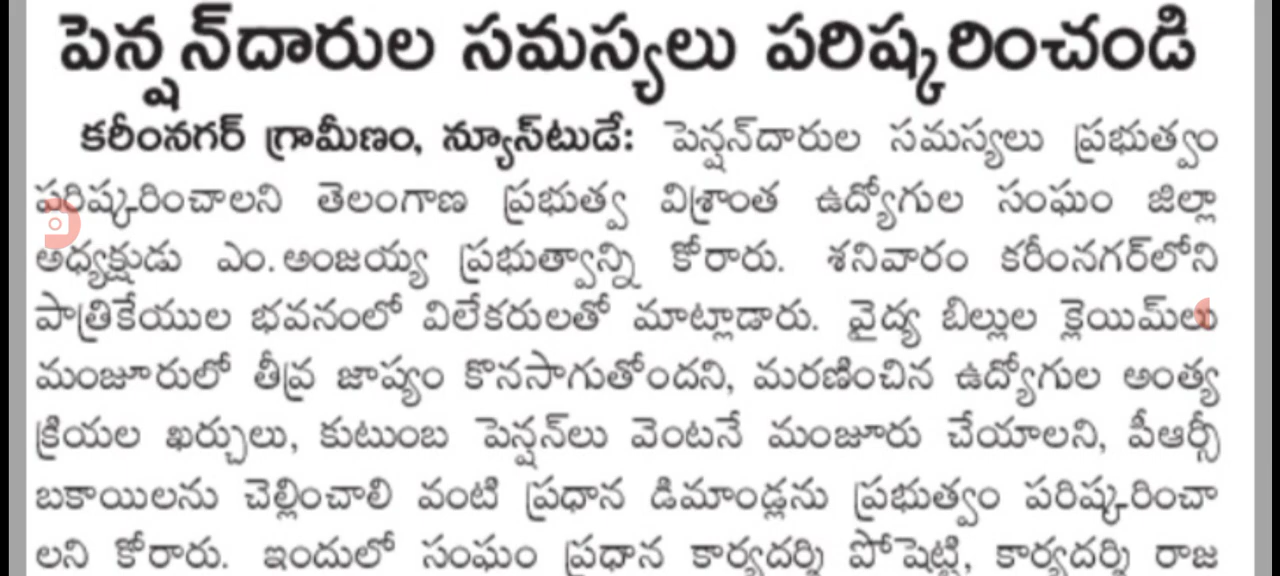 పెన్షన్‌దారుల సమస్యలు పరిష్కరించండి
కరీంనగర్ గ్రామీణం, న్యూస్‌టుడే: పెన్షన్‌దారుల సమస్యలు ప్రభుత్వం
పరిష్కరించాలని తెలంగాణ ప్రభుత్వ విశ్రాంత ఉద్యోగుల సంఘం జిల్లా
అధ్యక్షుడు ఎం.అంజయ్య ప్రభుత్వాన్ని కోరారు. శనివారం కరీంనగర్‌లోని
పాత్రికేయుల భవనంలో విలేకరులతో మాట్లాడారు. వైద్య బిల్లుల క్లెయిమ్‌లు
మంజూరులో తీవ్ర జాప్యం కొనసాగుతోందని, మరణించిన ఉద్యోగుల అంత్య
క్రియల ఖర్చులు, కుటుంబ పెన్షన్‌లు వెంటనే మంజూరు చేయాలని, పీఆర్సీ
బకాయిలను చెల్లించాలి వంటి ప్రధాన డిమాండ్లను ప్రభుత్వం పరిష్కరించా
లని కోరారు. ఇందులో సంఘం ప్రధాన కార్యదర్శి పోశెట్టి, కార్యదర్శి రాజ